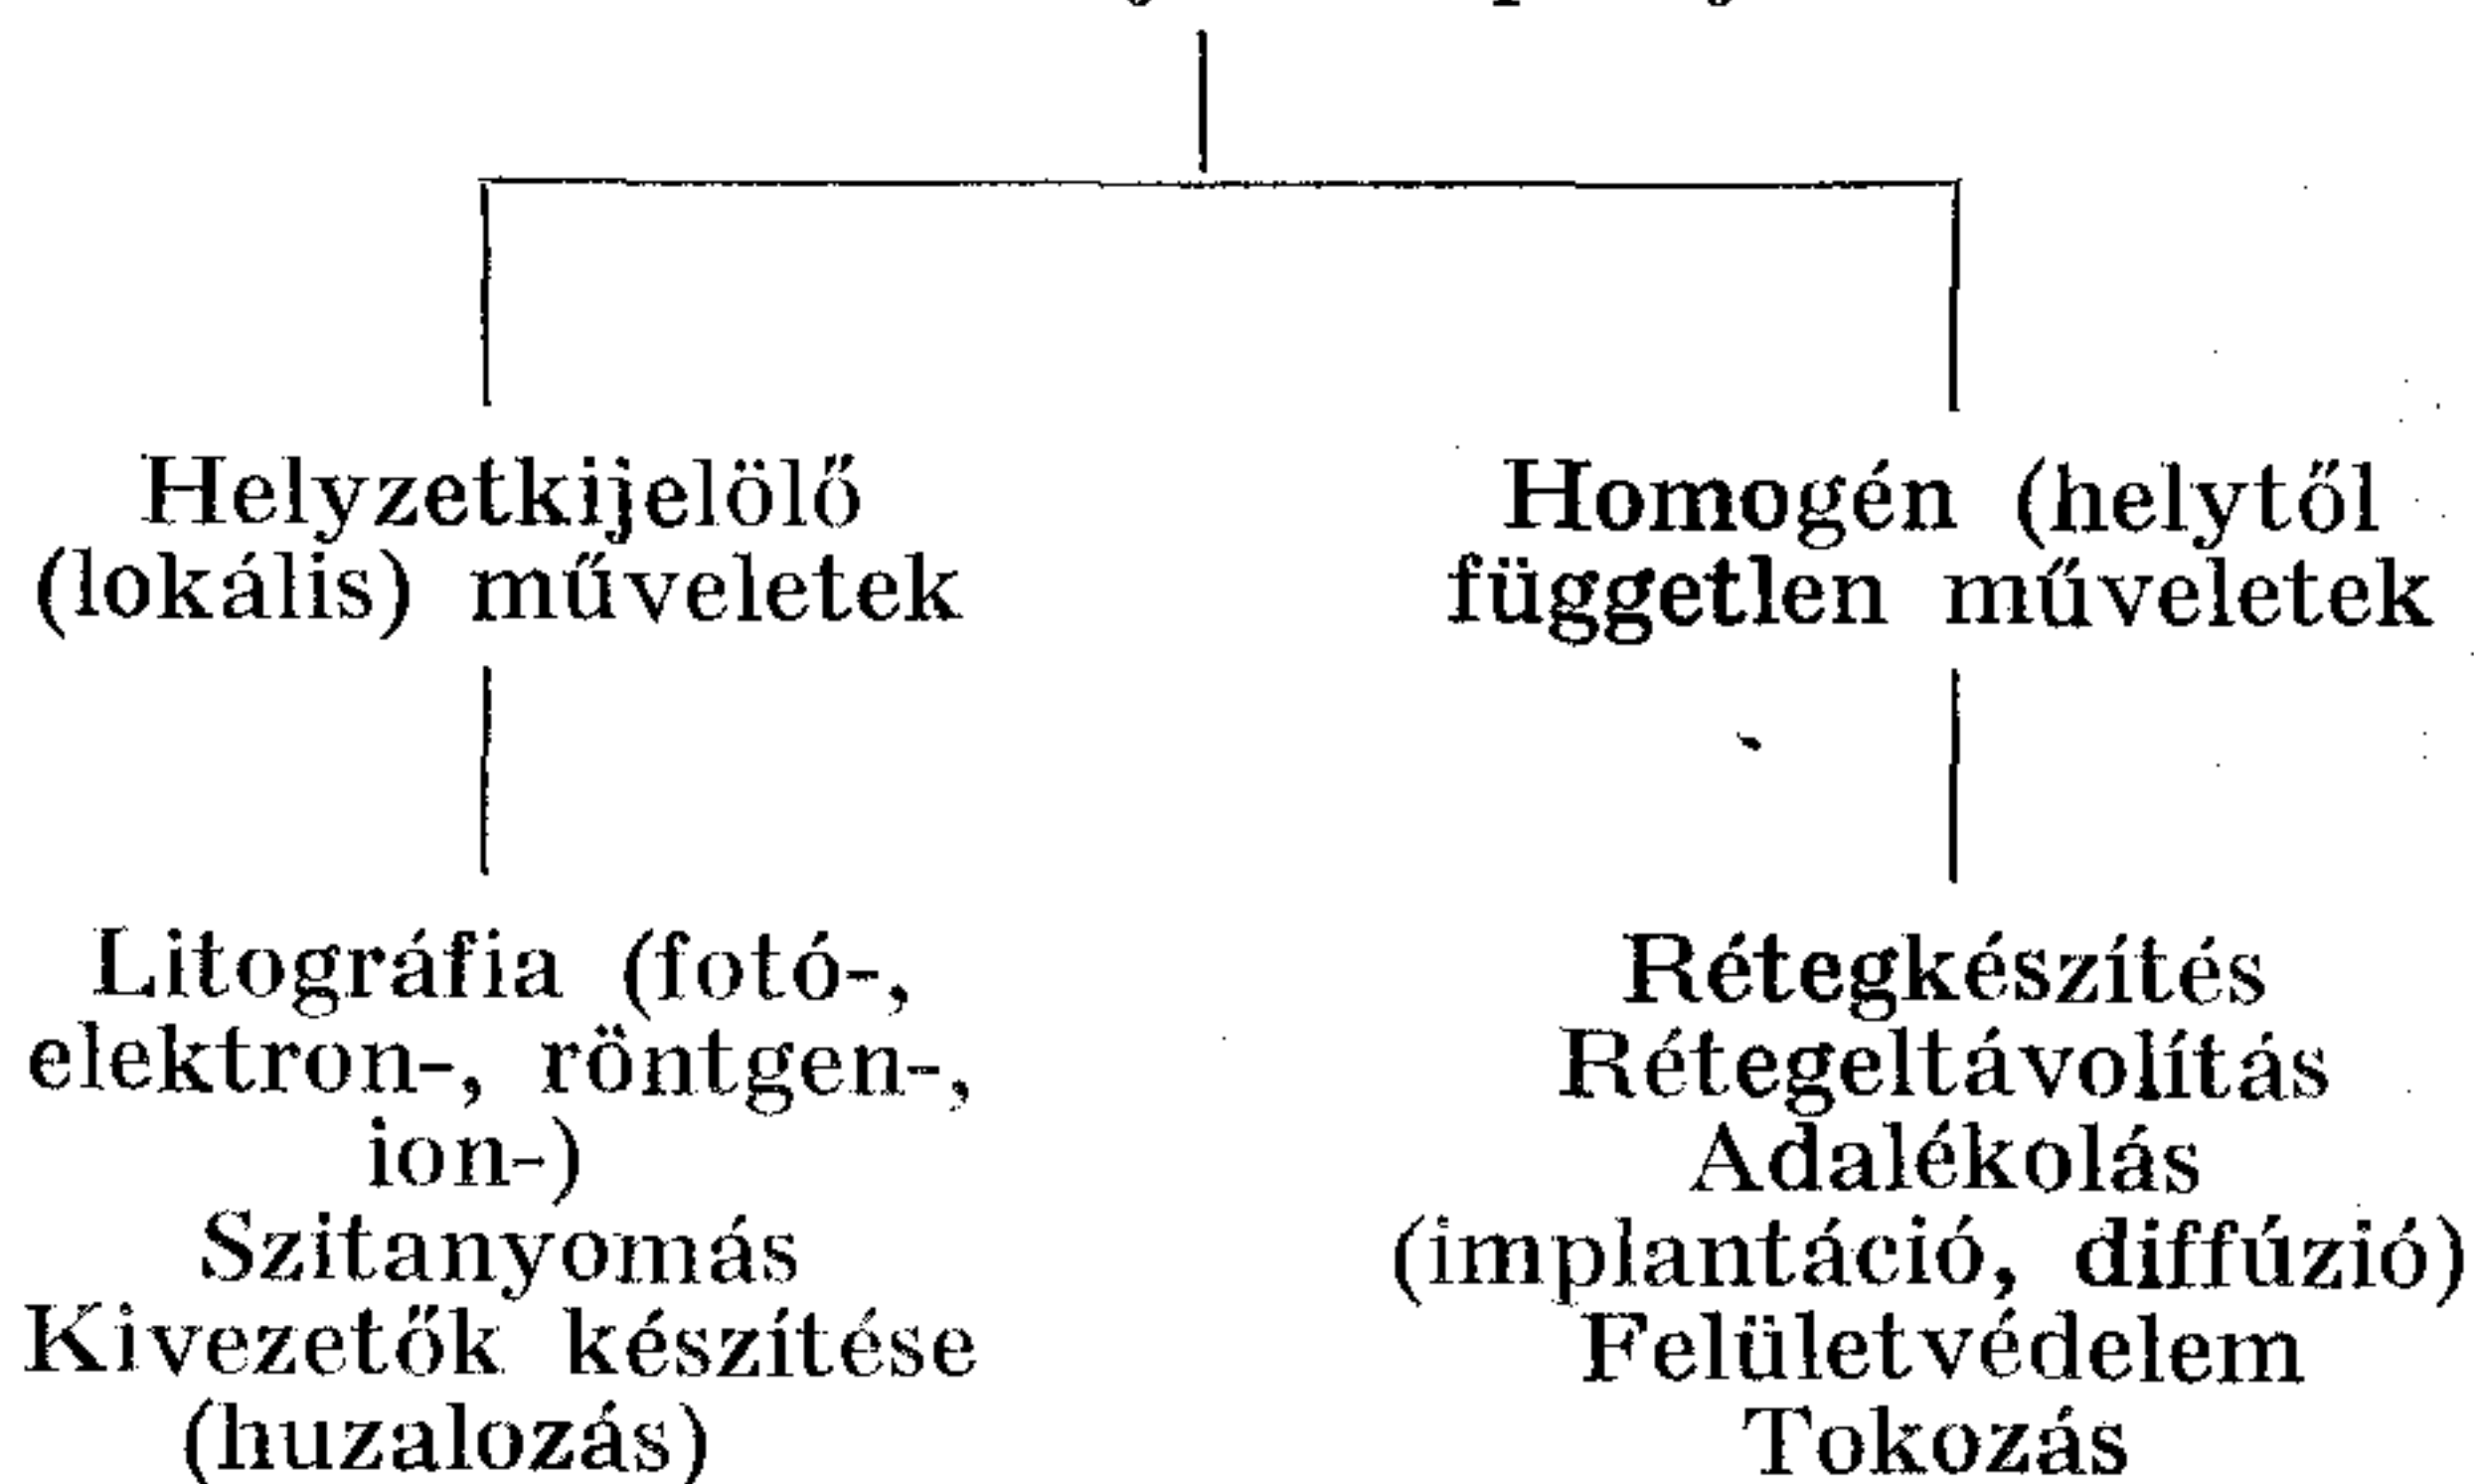 Helyzetkijelölő
(lokális) műveletek
Litográfia (fotó-,
elektron-, röntgen-,
ion-)
Szitanyomás
Kivezetők készítése
(huzalozás)
Homogén (helytől
független műveletek
Rétegkészítés
Rétegeltávolítás
Adalékolás
(implantáció, diffúzió)
Felületvédelem
Tokozás